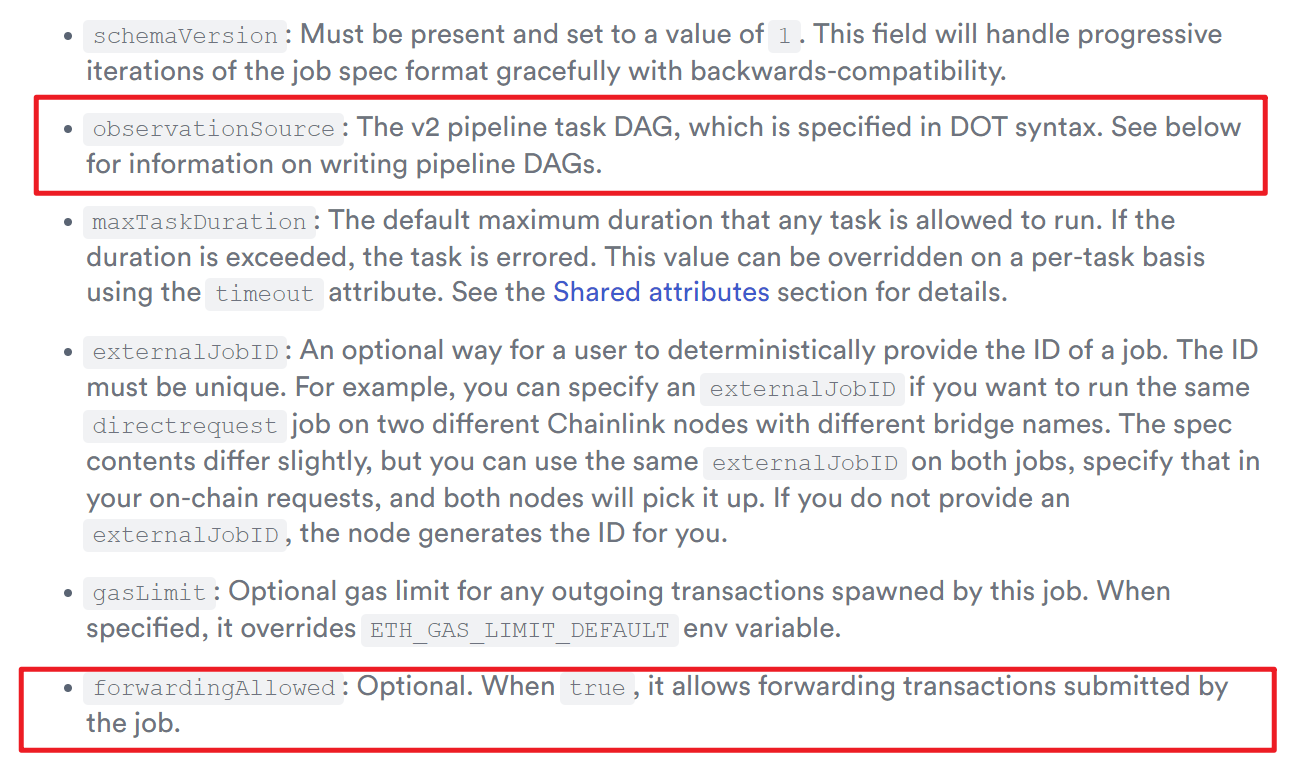 • schemaVersion: Must be present and set to a value of 1. This field will handle progressive
iterations of the job spec format gracefully with backwards-compatibility.
• observationSource: The v2 pipeline task DAG, which is specified in DOT syntax. See below
for information on writing pipeline DAGs.
• maxTaskDuration: The default maximum duration that any task is allowed to run. If the
duration is exceeded, the task is errored. This value can be overridden on a per-task basis
using the timeout attribute. See the Shared attributes section for details.
• externalJobID: An optional way for a user to deterministically provide the ID of a job. The ID
must be unique. For example, you can specify an externalJobID if you want to run the same
directrequest job on two different Chainlink nodes with different bridge names. The spec
contents differ slightly, but you can use the same externalJobID on both jobs, specify that in
your on-chain requests, and both nodes will pick it up. If you do not provide an
externalJobID, the node generates the ID for you.
• gasLimit: Optional gas limit for any outgoing transactions spawned by this job. When
specified, it overrides ETH_GAS_LIMIT_DEFAULT env variable.
• forwardingAllowed: Optional. When true, it allows forwarding transactions submitted by
the job.